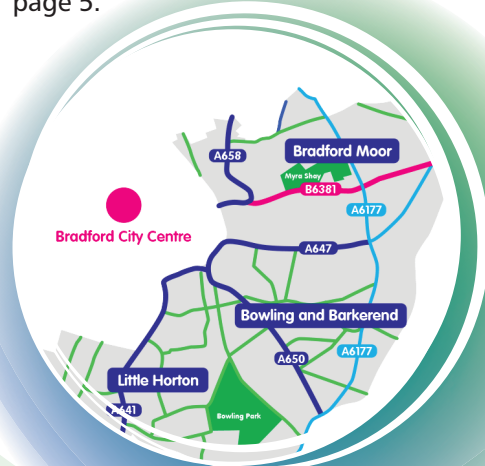 page 5.
A658
Bradford Moor
Myra Shay
B6381
A6177
Bradford City Centre
A647
Bowling and Barkerend
A650
A6177
Little Horton
A641
Bowling Park